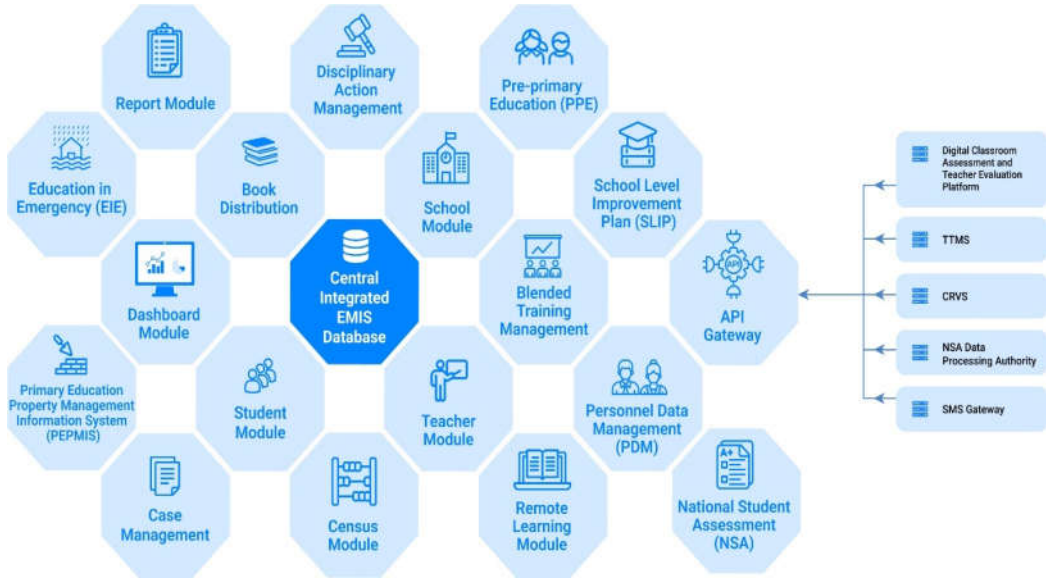 Report Module
Disciplinary
Action
Management
Pre-primary
Education (PPE)
Education in
Emergency (EIE)
Book
Distribution
School
Module
School Level
Improvement
Plan (SLIP)
Dashboard
Module
Central
Integrated
EMIS
Database
Blended
Training
Management
API
API
Gateway
Primary Education
Property Management
Information System
(PEPMIS)
Student
Module
Teacher
Module
Personnel Data
Management
(PDM)
Case
Management
Census
Module
Remote
Learning
Module
A+
National Student
Assessment
(NSA)
Digital Classroom
Assessment and
Teacher Evaluation
Platform
TTMS
CRVS
NSA Data
Processing Authority
SMS Gateway